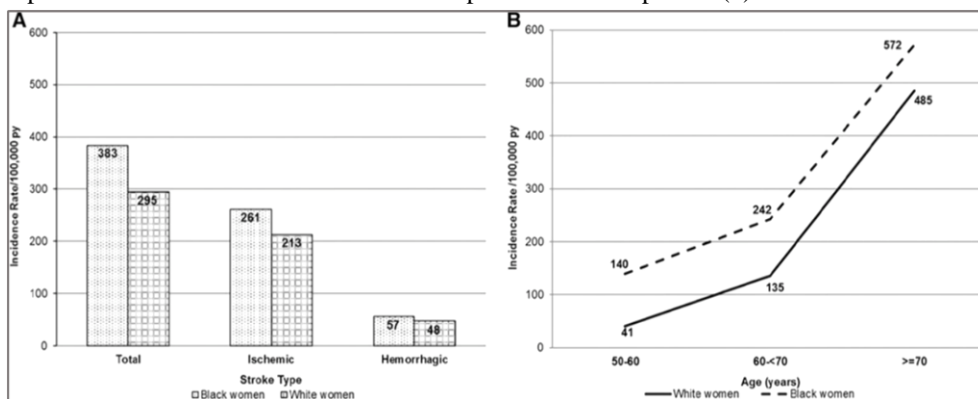 A
600
500
400
300
200
100
0
Incidence Rate/100,000 py
383
295
261
213
57
48
Total Ischemic Hemorrhagic
Stroke Type
Black women White women
B
600
500
400
300
200
100
0
Incidence Rate /100,000 py
572
485
242
135
140
41
50-60 60-<70 >=70
Age (years)
White women Black women